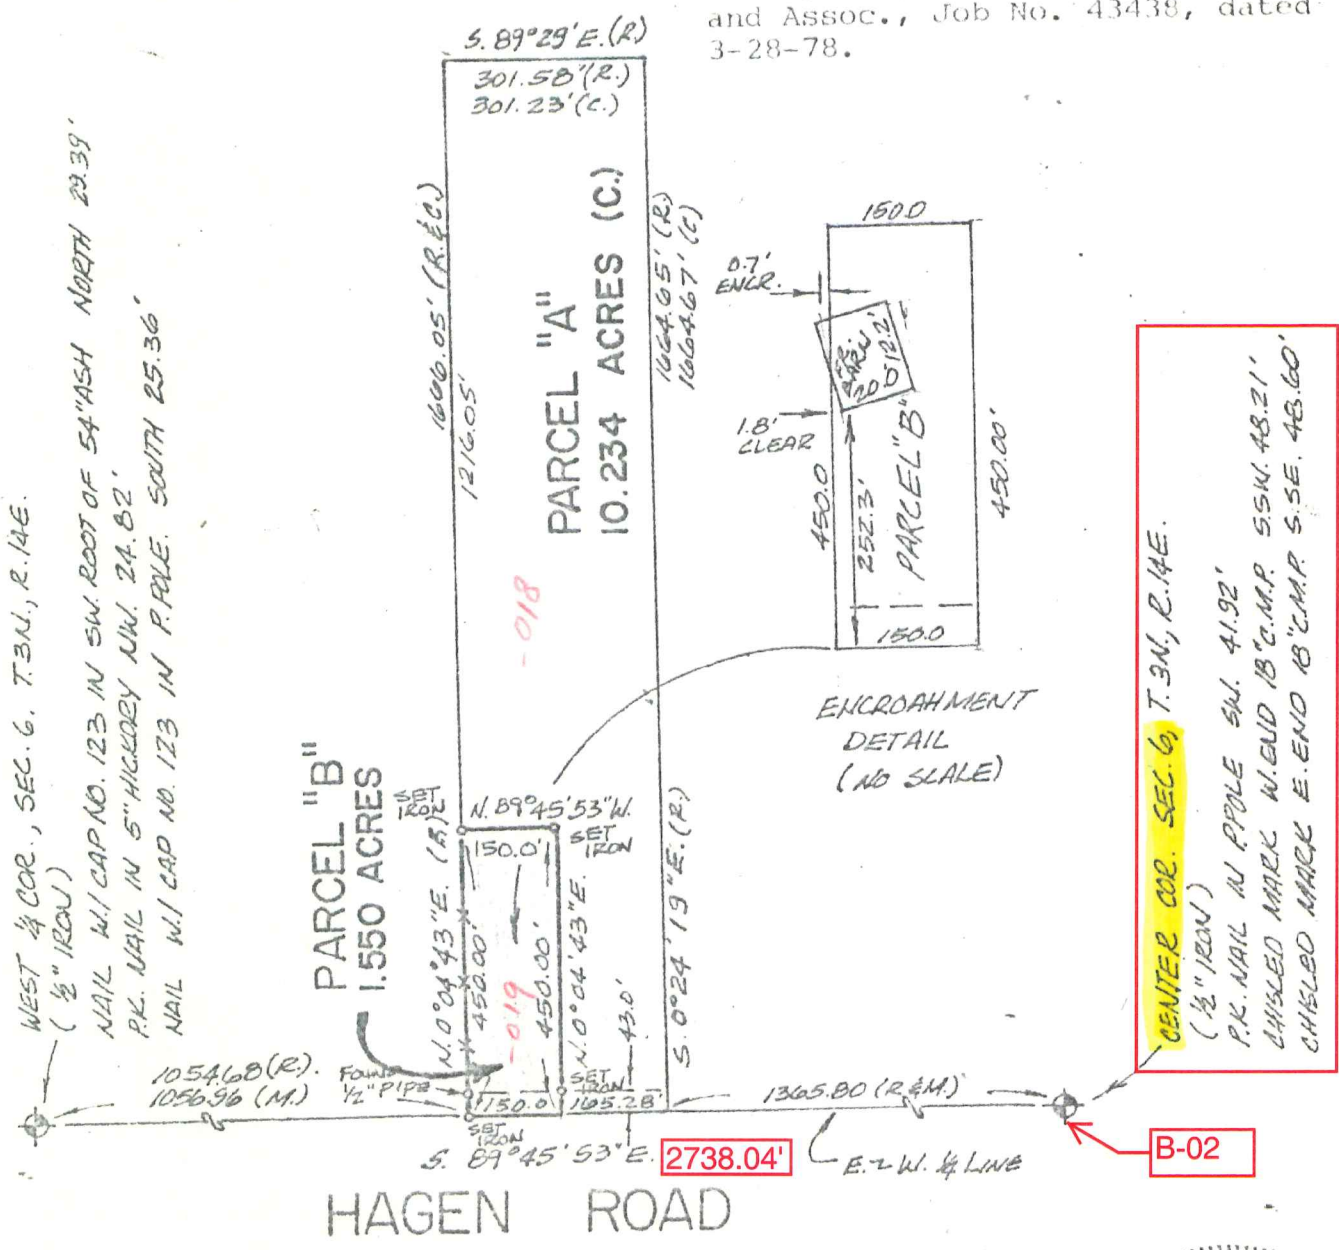 and Assoc., Job No. 43438, dated
3-28-78.
S. 89°29' E. (R.)
301.58' (R.)
301.23' (C.)
WEST ¼ COR., SEC. 6. T.3N., R.14E.
(½" IRON)
NAIL W./ CAP NO. 123 IN SW. ROOT OF 54" ASH NORTH 29.39'
P.K. NAIL IN 5" HICKORY NW. 24.82'
NAIL W./ CAP NO. 123 IN P.POLE. SOUTH 25.36'
1666.05' (R.&C.)
1216.05'
PARCEL "A"
10.234 ACRES (C.)
1664.65' (R.)
1664.67' (C)
-018
150.0
0.7'
ENCR.
FR.
BARN
20.0'
12.2'
1.8'
CLEAR
450.0
252.3'
PARCEL "B"
450.00'
150.0
ENCROAHMENT
DETAIL
(NO SCALE)
CENTER COR. SEC. 6, T.3N., R.14E.
(½" IRON)
P.K. NAIL IN P.POLE SW. 41.92'
CHISLED MARK W.END 18" C.M.P. S.SW. 48.21'
CHISLED MARK E.END 18" C.M.P. S.SE. 48.60'
PARCEL "B"
1.550 ACRES
SET
IRON
N. 89°45'53" W.
SET
IRON
150.0'
N. 0°04'43" E. (R)
450.00'
-019
450.00'
N. 0°04'43" E.
43.0'
S. 0°24'19" E. (R.)
1054.68 (R.).
1056.96 (M.)
FOUND
½" PIPE
SET
IRON
150.0'
165.28'
1365.80 (R.&M.)
SET
IRON
S. 89°45'53" E.
2738.04'
E. - W. ¼ LINE
B-02
HAGEN ROAD